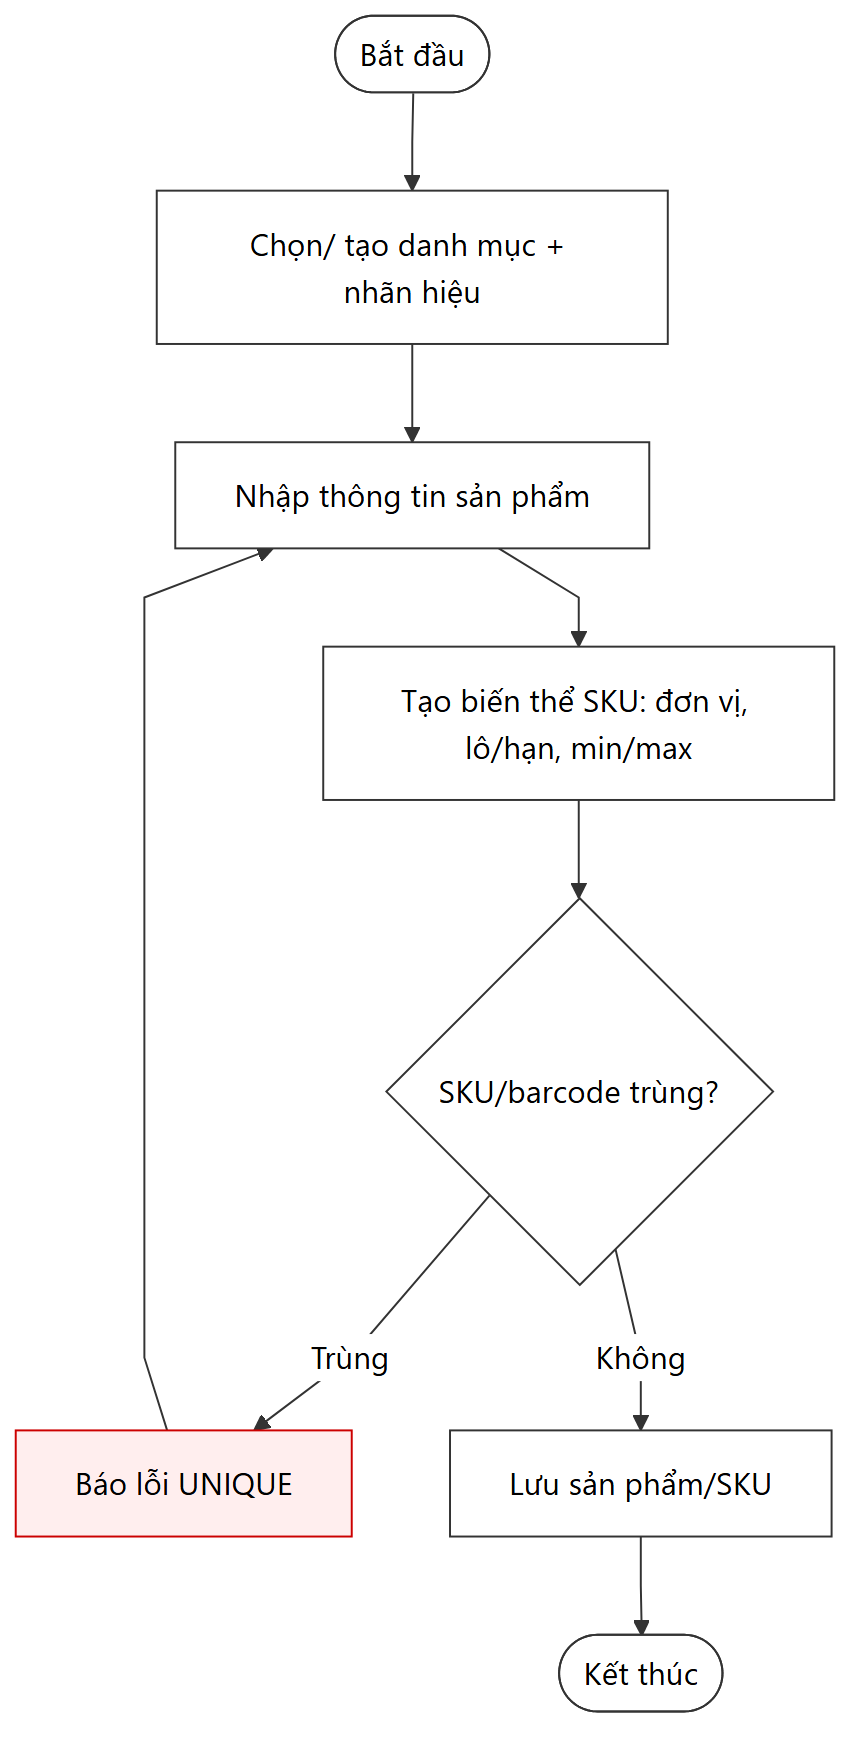 Bắt đầu
Chọn/ tạo danh mục +
nhãn hiệu
Nhập thông tin sản phẩm
Tạo biến thể SKU: đơn vị,
lô/hạn, min/max
SKU/barcode trùng?
Trùng
Không
Báo lỗi UNIQUE
Lưu sản phẩm/SKU
Kết thúc